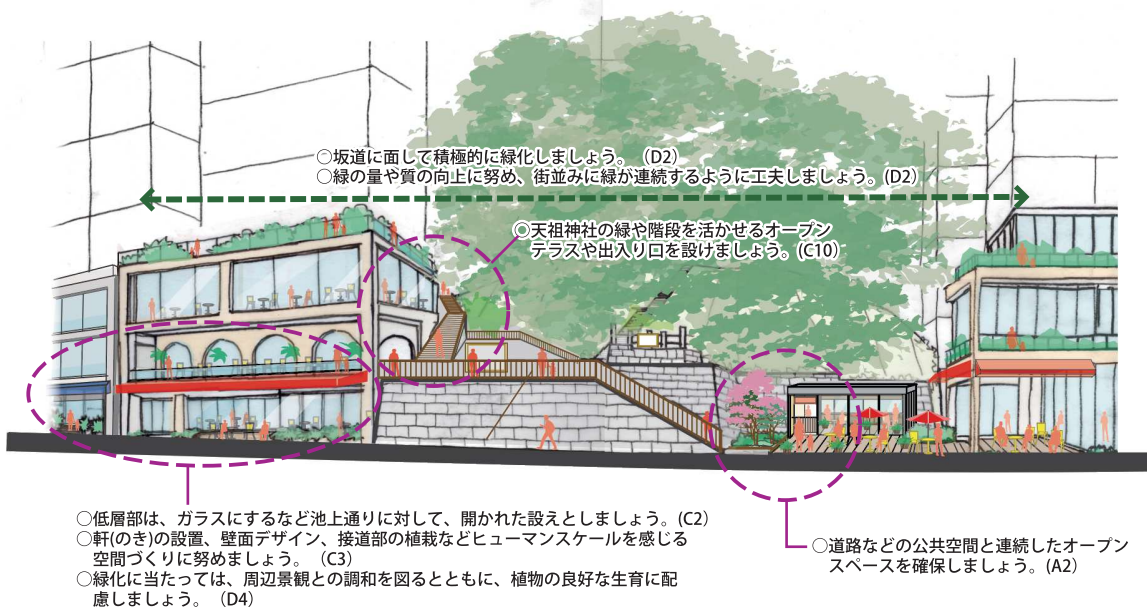 ○坂道に面して積極的に緑化しましょう。（D2）
○緑の量や質の向上に努め、街並みに緑が連続するように工夫しましょう。(D2)
○天祖神社の緑や階段を活かせるオープン
テラスや出入り口を設けましょう。(C10)
○低層部は、ガラスにするなど池上通りに対して、開かれた設えとしましょう。(C2)
○軒(のき)の設置、壁面デザイン、接道部の植栽などヒューマンスケールを感じる
空間づくりに努めましょう。（C3）
○緑化に当たっては、周辺景観との調和を図るとともに、植物の良好な生育に配
慮しましょう。（D4）
○道路などの公共空間と連続したオープン
スペースを確保しましょう。(A2)